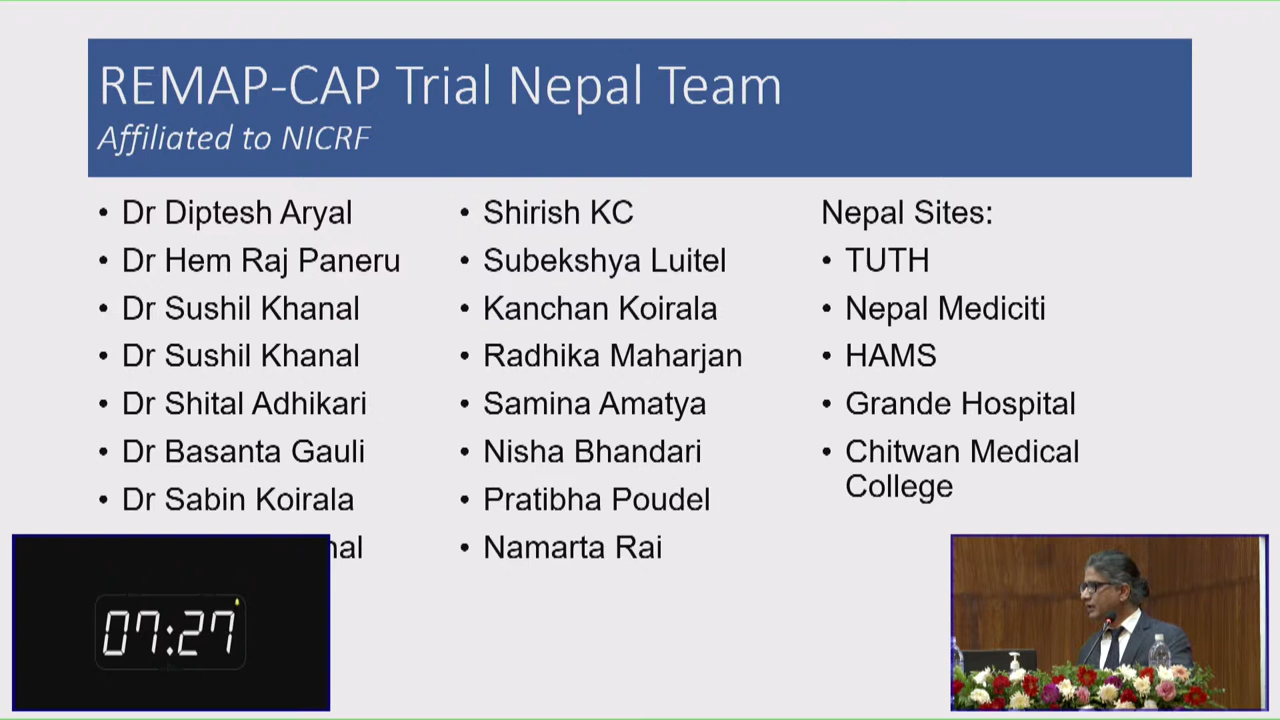 REMAP-CAP Trial Nepal Team
Affiliated to NICRF
• Dr Diptesh Aryal
• Dr Hem Raj Paneru
• Dr Sushil Khanal
• Dr Sushil Khanal
• Dr Shital Adhikari
• Dr Basanta Gauli
• Dr Sabin Koirala
• Shirish KC
• Subekshya Luitel
• Kanchan Koirala
• Radhika Maharjan
• Samina Amatya
• Nisha Bhandari
• Pratibha Poudel
• Namarta Rai
Nepal Sites:
• TUTH
• Nepal Mediciti
• HAMS
• Grande Hospital
• Chitwan Medical
College
07:27